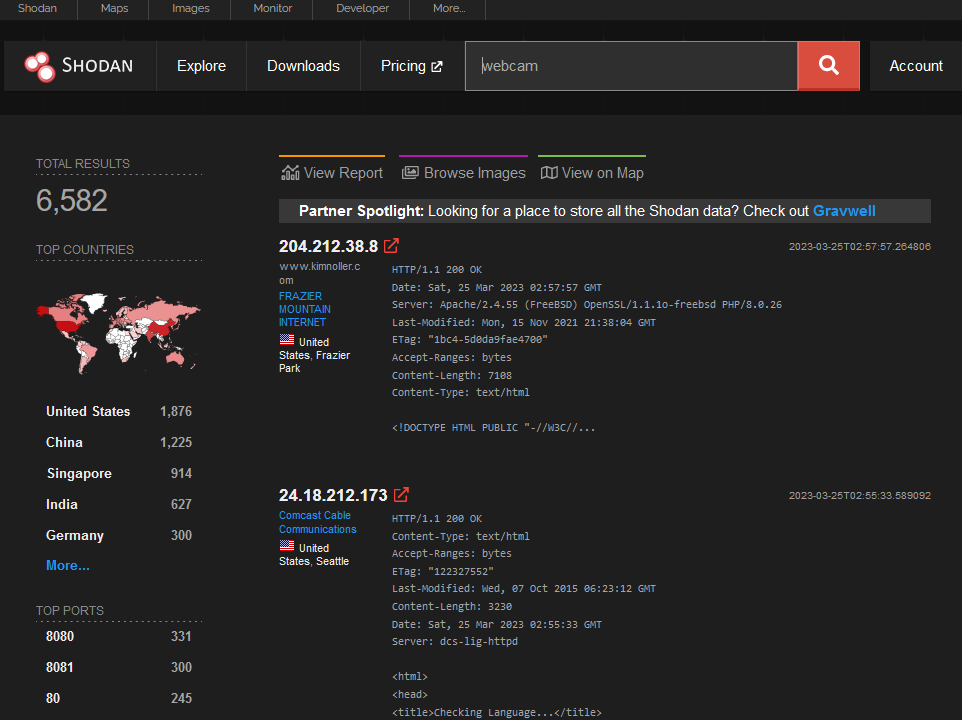 Shodan Maps Images Monitor Developer More...
SHODAN Explore Downloads Pricing webcam Account
TOTAL RESULTS
6,582
TOP COUNTRIES
United States 1,876
China 1,225
Singapore 914
India 627
Germany 300
More...
TOP PORTS
8080 331
8081 300
80 245
View Report Browse Images View on Map
Partner Spotlight: Looking for a place to store all the Shodan data? Check out Gravwell
204.212.38.8 2023-03-25T02:57:57.264806
www.kimnoller.c
om
FRAZIER
MOUNTAIN
INTERNET
United
States, Frazier
Park
HTTP/1.1 200 OK
Date: Sat, 25 Mar 2023 02:57:57 GMT
Server: Apache/2.4.55 (FreeBSD) OpenSSL/1.1.1o-freebsd PHP/8.0.26
Last-Modified: Mon, 15 Nov 2021 21:38:04 GMT
ETag: "1bc4-5d0da9fae4700"
Accept-Ranges: bytes
Content-Length: 7108
Content-Type: text/html
<!DOCTYPE HTML PUBLIC "-//W3C//...
24.18.212.173 2023-03-25T02:55:33.589092
Comcast Cable
Communications
United
States, Seattle
HTTP/1.1 200 OK
Content-Type: text/html
Accept-Ranges: bytes
ETag: "122327552"
Last-Modified: Wed, 07 Oct 2015 06:23:12 GMT
Content-Length: 3230
Date: Sat, 25 Mar 2023 02:55:33 GMT
Server: dcs-lig-httpd
<html>
<head>
<title>Checking Language...</title>